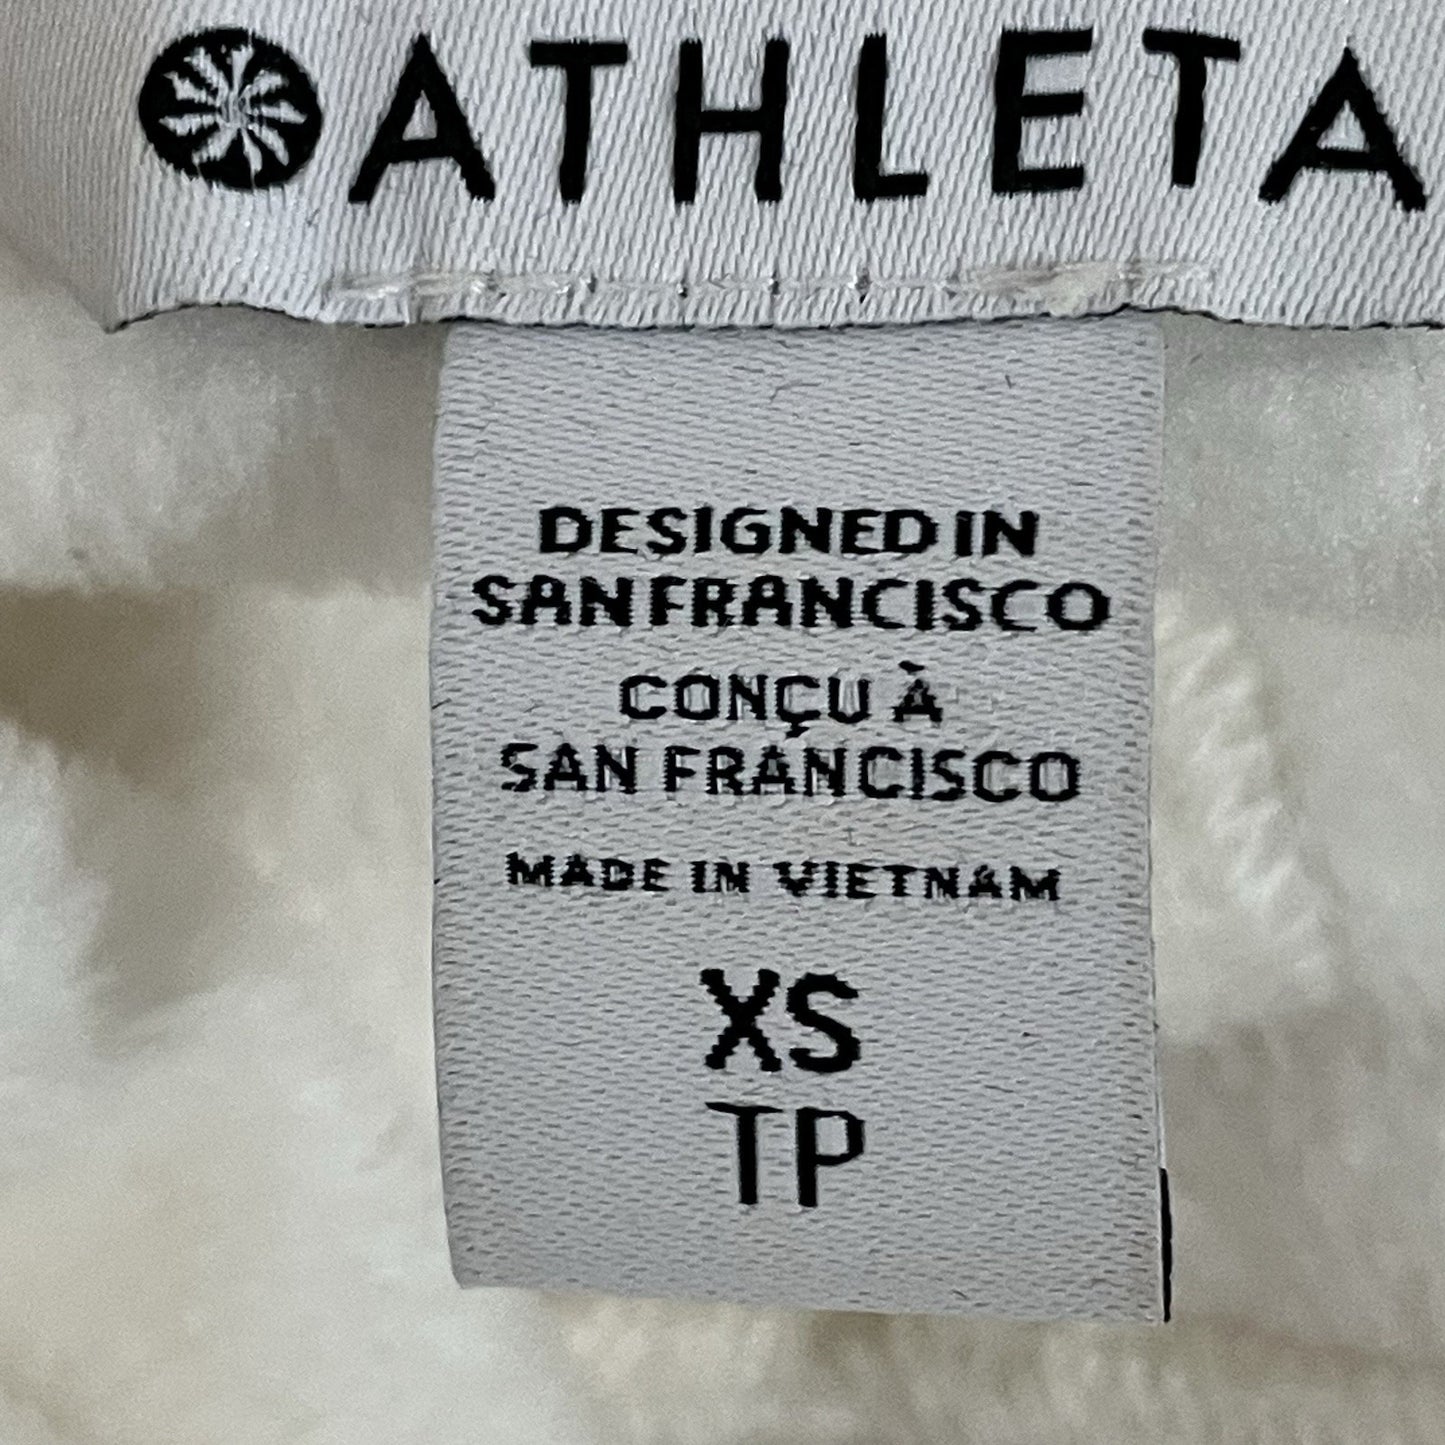 ATHLETA
DESIGNED IN
SAN FRANCISCO
CONÇU À
SAN FRANCISCO
MADE IN VIETNAM
XS
TP